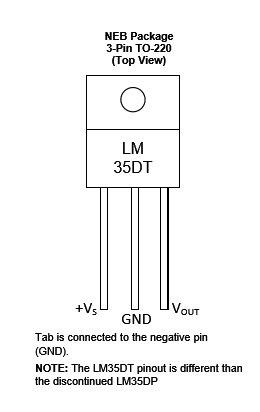 NEB Package
3-Pin TO-220
(Top View)
LM
35DT
+VS
GND
VOUT
Tab is connected to the negative pin
(GND).
NOTE: The LM35DT pinout is different than
the discontinued LM35DP